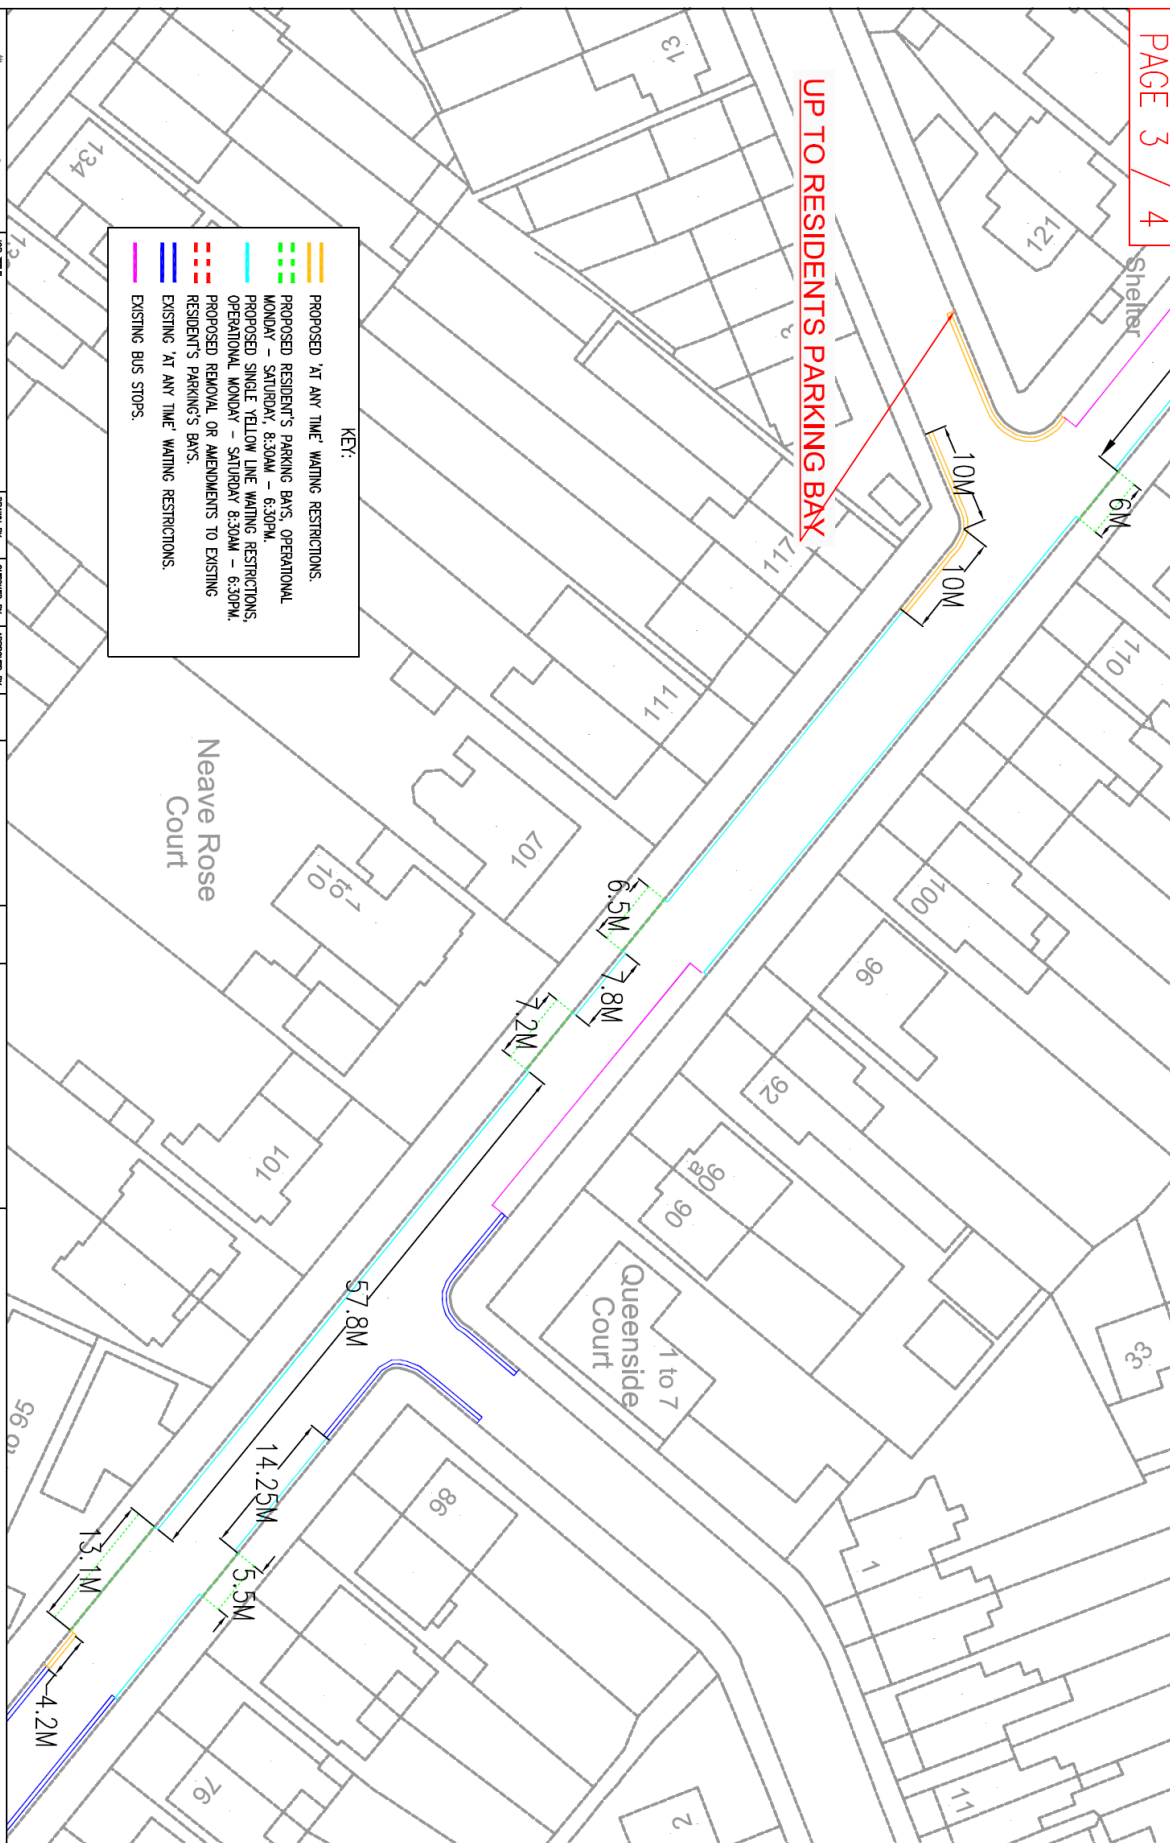 PAGE 3 / 4
UP TO RESIDENTS PARKING BAY
Shelter
121
13
134
3
117
111
107
110
100
96
92
90
a
90
1 to 7
Queenside
Court
33
98
1
11
2
76
101
1 to
10
Neave Rose
Court
to 95
6M
10M
10M
6.5M
7.8M
7.2M
57.8M
14.25M
5.5M
13.1M
4.2M
KEY:
PROPOSED 'AT ANY TIME' WAITING RESTRICTIONS.
PROPOSED RESIDENT'S PARKING BAYS, OPERATIONAL
MONDAY - SATURDAY, 8:30AM - 6:30PM.
PROPOSED SINGLE YELLOW LINE WAITING RESTRICTIONS,
OPERATIONAL MONDAY - SATURDAY 8:30AM - 6:30PM.
PROPOSED REMOVAL OR AMENDMENTS TO EXISTING
RESIDENT'S PARKING'S BAYS.
EXISTING 'AT ANY TIME' WAITING RESTRICTIONS.
EXISTING BUS STOPS.